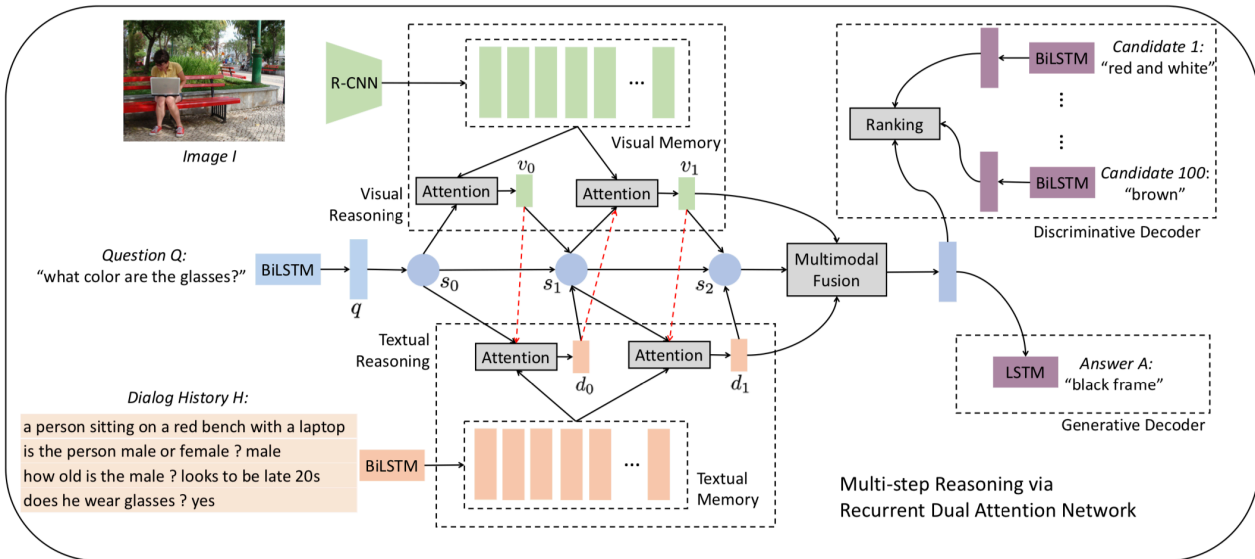 Image I
R-CNN
...
Visual Memory
Visual
Reasoning
Attention
v0
Attention
v1
Question Q:
“what color are the glasses?”
BiLSTM
q
s0
s1
s2
Multimodal
Fusion
Textual
Reasoning
Attention
d0
Attention
d1
Dialog History H:
a person sitting on a red bench with a laptop
is the person male or female ? male
how old is the male ? looks to be late 20s
does he wear glasses ? yes
BiLSTM
...
Textual
Memory
Ranking
BiLSTM
Candidate 1:
“red and white”
...
...
BiLSTM
Candidate 100:
“brown”
Discriminative Decoder
LSTM
Answer A:
“black frame”
Generative Decoder
Multi-step Reasoning via
Recurrent Dual Attention Network